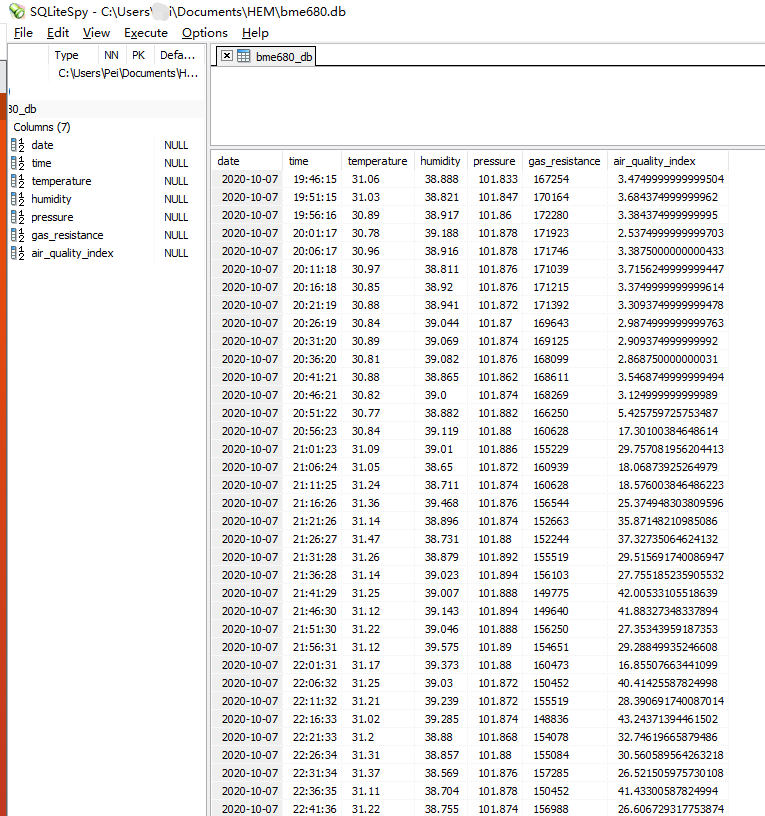 SQLiteSpy - C:\Users\ i\Documents\HEM\bme680.db
File Edit View Execute Options Help
Type NN PK Defa...
C:\Users\Pei\Documents\H...
bme680_db
30_db
Columns (7)
date NULL
time NULL
temperature NULL
humidity NULL
pressure NULL
gas_resistance NULL
air_quality_index NULL
date time temperature humidity pressure gas_resistance air_quality_index
2020-10-07 19:46:15 31.06 38.888 101.833 167254 3.4749999999999504
2020-10-07 19:51:15 31.03 38.821 101.847 170164 3.684374999999962
2020-10-07 19:56:16 30.89 38.917 101.86 172280 3.384374999999995
2020-10-07 20:01:17 30.78 39.188 101.878 171923 2.5374999999999703
2020-10-07 20:06:17 30.96 38.916 101.878 171746 3.3875000000000433
2020-10-07 20:11:18 30.97 38.811 101.876 171039 3.7156249999999447
2020-10-07 20:16:18 30.85 38.92 101.876 171215 3.3749999999999614
2020-10-07 20:21:19 30.88 38.941 101.872 171392 3.3093749999999478
2020-10-07 20:26:19 30.84 39.044 101.87 169643 2.9874999999999763
2020-10-07 20:31:20 30.89 39.069 101.874 169125 2.909374999999992
2020-10-07 20:36:20 30.81 39.082 101.876 168099 2.868750000000031
2020-10-07 20:41:21 30.88 38.865 101.862 168611 3.5468749999999494
2020-10-07 20:46:21 30.82 39.0 101.874 168269 3.124999999999989
2020-10-07 20:51:22 30.77 38.882 101.882 166250 5.425759725753487
2020-10-07 20:56:23 30.84 39.119 101.88 160628 17.30100384648614
2020-10-07 21:01:23 31.09 39.01 101.886 155229 29.757081956204413
2020-10-07 21:06:24 31.05 38.65 101.872 160939 18.06873925264979
2020-10-07 21:11:25 31.24 38.711 101.874 160628 18.576003846486223
2020-10-07 21:16:26 31.36 39.468 101.876 156544 25.374948303809596
2020-10-07 21:21:26 31.14 38.896 101.874 152663 35.87148210985086
2020-10-07 21:26:27 31.47 38.731 101.88 152244 37.32735064624132
2020-10-07 21:31:28 31.26 38.879 101.892 155519 29.515691740086947
2020-10-07 21:36:28 31.14 39.023 101.894 156103 27.755185235905532
2020-10-07 21:41:29 31.25 39.007 101.888 149775 42.00533105518639
2020-10-07 21:46:30 31.12 39.143 101.894 149640 41.88327348337894
2020-10-07 21:51:30 31.22 39.046 101.888 156250 27.35343959187353
2020-10-07 21:56:31 31.12 39.575 101.89 154651 29.28849935246608
2020-10-07 22:01:31 31.17 39.373 101.88 160473 16.85507663441099
2020-10-07 22:06:32 31.25 39.03 101.872 150452 40.41425587824998
2020-10-07 22:11:32 31.21 39.239 101.872 155519 28.390691740087014
2020-10-07 22:16:33 31.02 39.285 101.874 148836 43.24371394461502
2020-10-07 22:21:33 31.2 38.88 101.868 154078 32.74619665879486
2020-10-07 22:26:34 31.31 38.857 101.88 155084 30.560589564263218
2020-10-07 22:31:34 31.37 38.569 101.876 157285 26.521505975730108
2020-10-07 22:36:35 31.11 38.704 101.878 150452 41.43300587824994
2020-10-07 22:41:36 31.22 38.755 101.874 156988 26.606729317753874